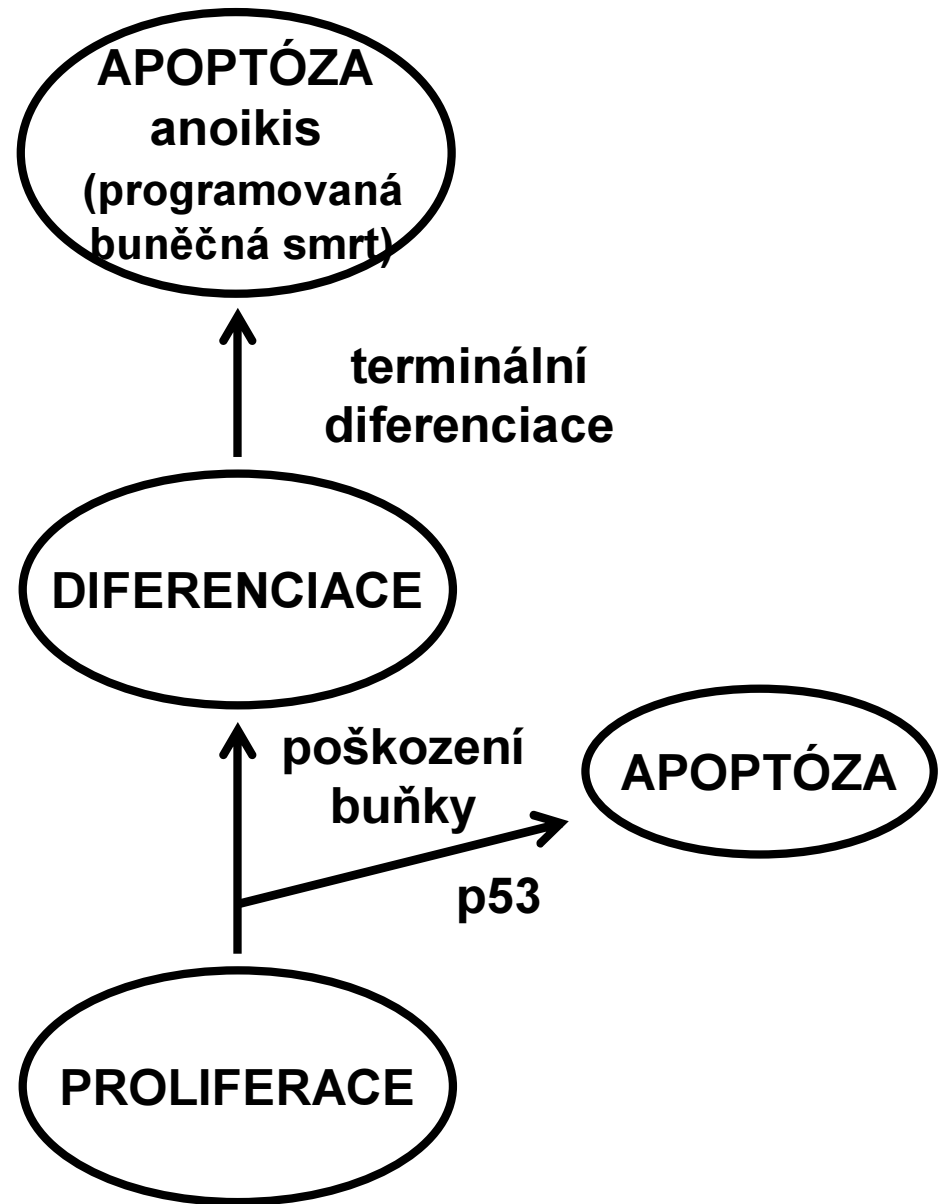 APOPTÓZA
anoikis
(programovaná
buněčná smrt)
terminální
diferenciace
DIFERENCIACE
poškození
buňky
APOPTÓZA
p53
PROLIFERACE